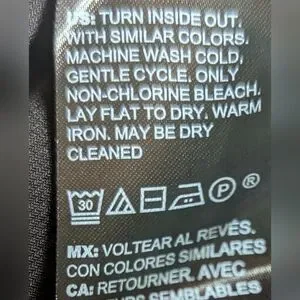 US: TURN INSIDE OUT.
WITH SIMILAR COLORS.
MACHINE WASH COLD,
GENTLE CYCLE. ONLY
NON-CHLORINE BLEACH.
LAY FLAT TO DRY. WARM
IRON. MAY BE DRY
CLEANED
30 P ®
MX: VOLTEAR AL REVÉS.
CON COLORES SIMILARES
CA: RETOURNER. AVEC
SEMBLABLES